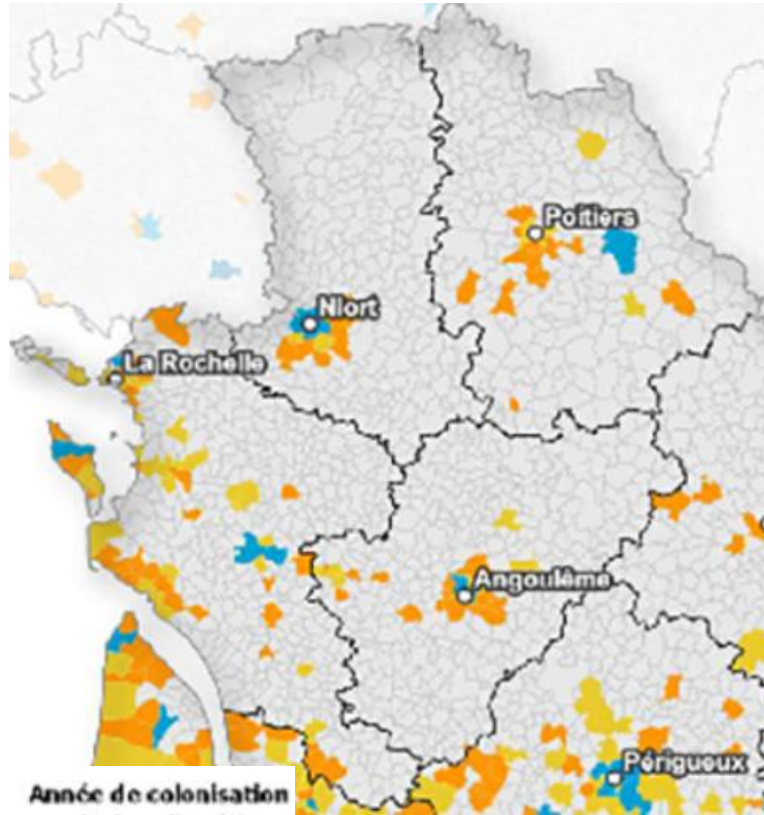 Poitiers
Niort
La Rochelle
Angoulême
Périgueux
Année de colonisation